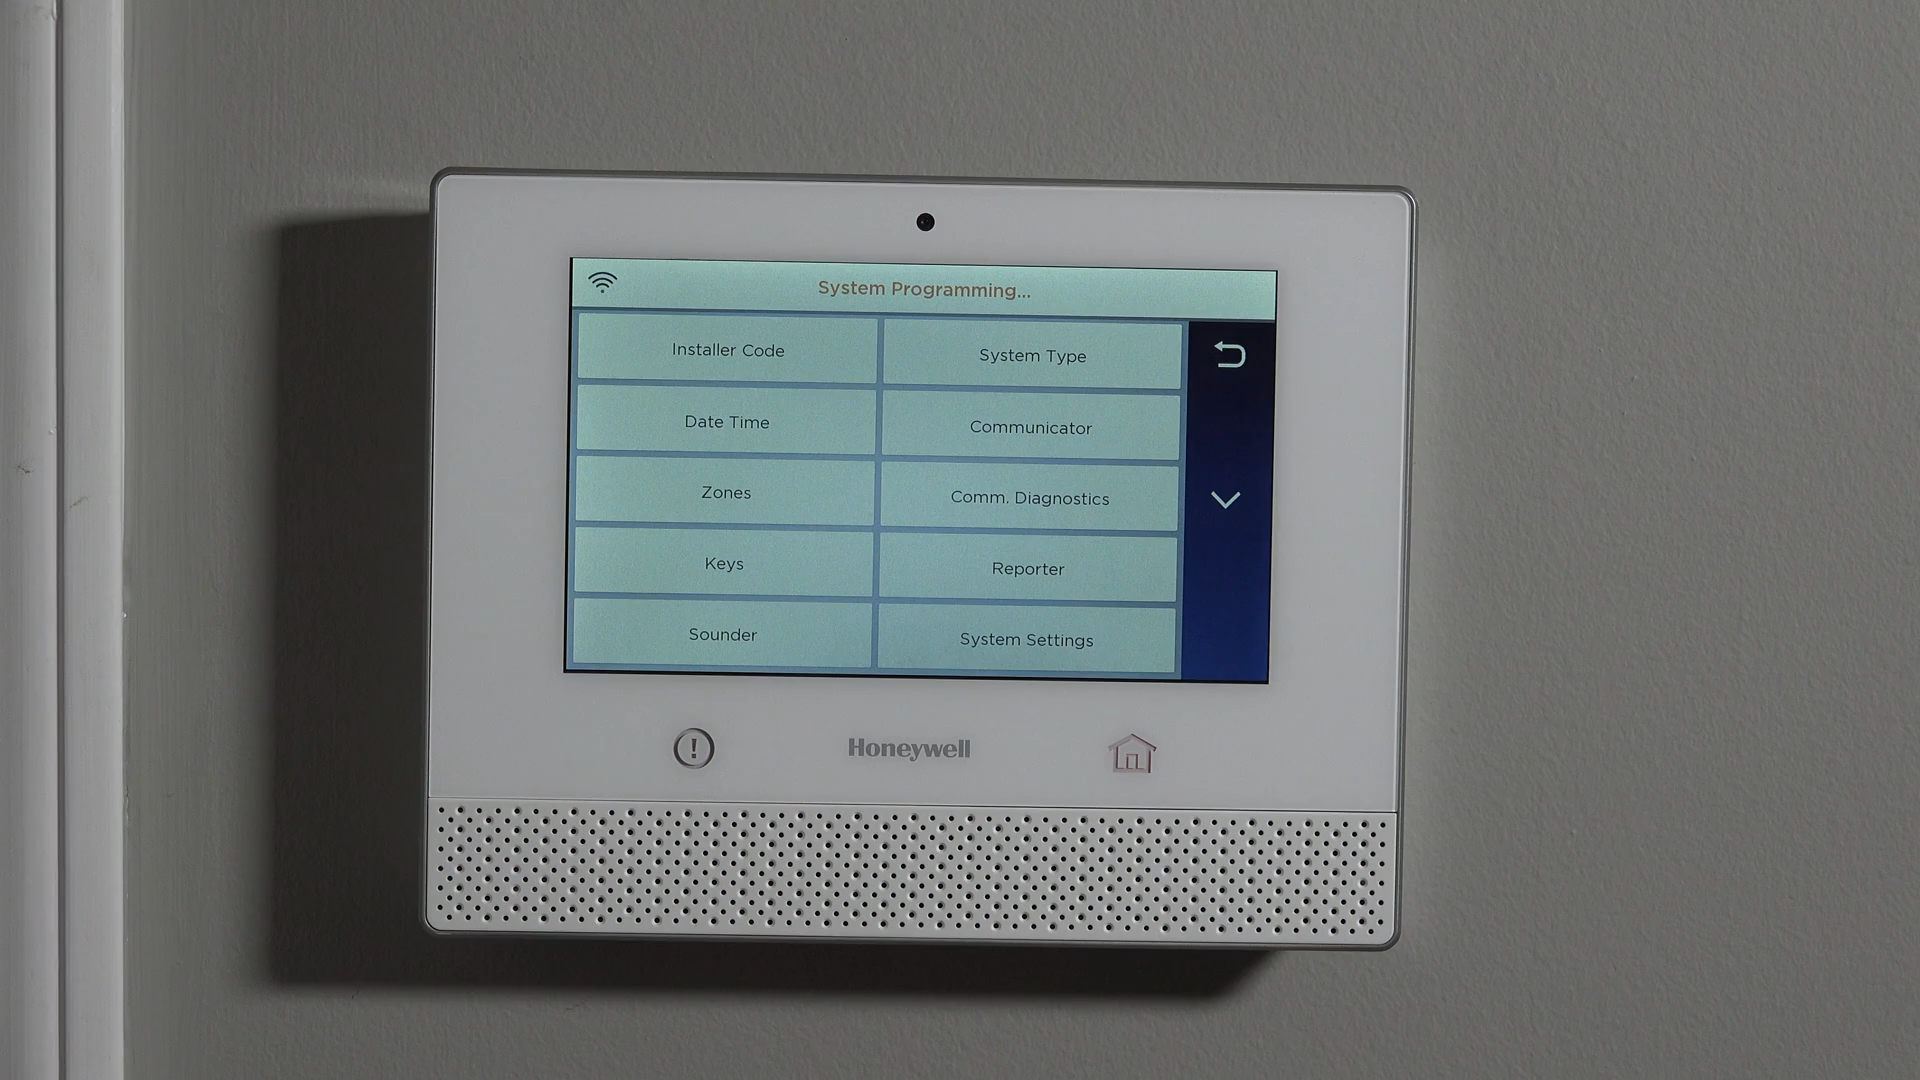 System Programming...
Installer Code
System Type
Date Time
Communicator
Zones
Comm. Diagnostics
Keys
Reporter
Sounder
System Settings
Honeywell